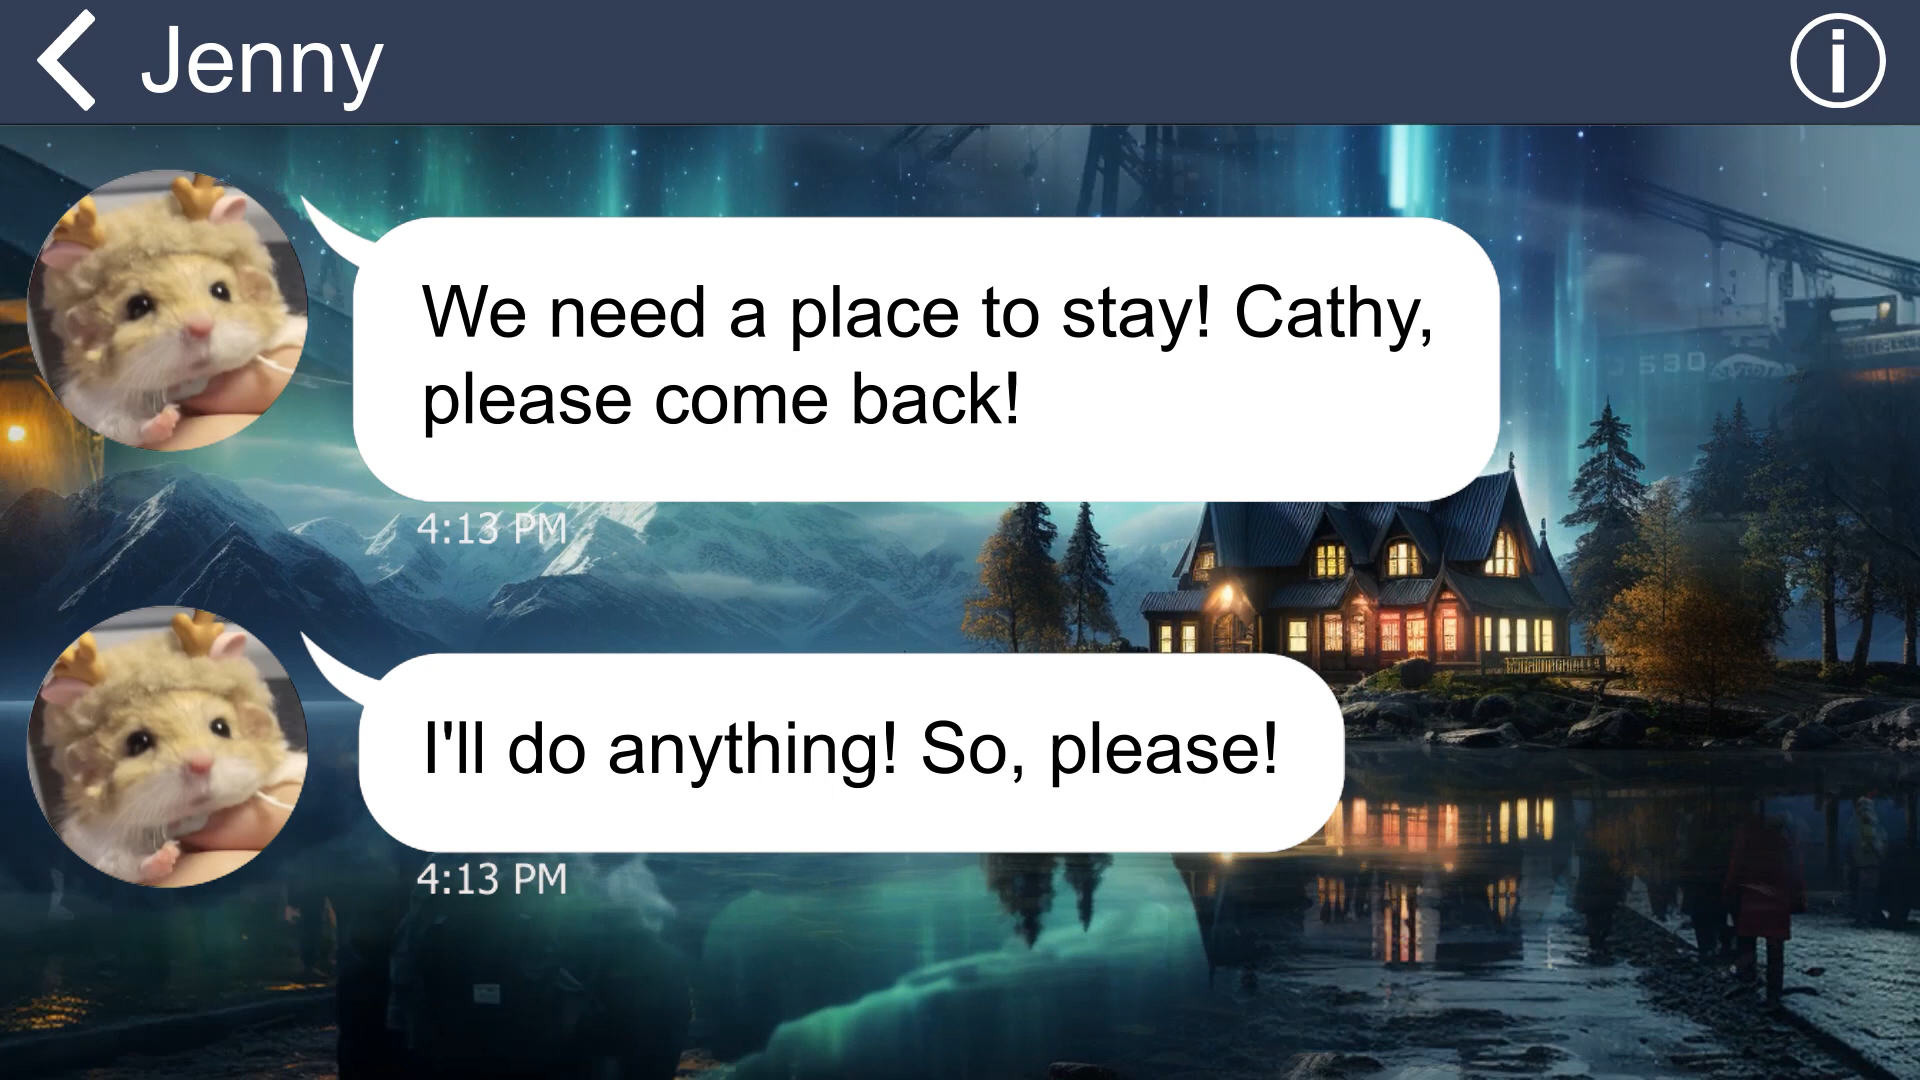 Jenny
We need a place to stay! Cathy,
please come back!
4:13 PM
I'll do anything! So, please!
4:13 PM